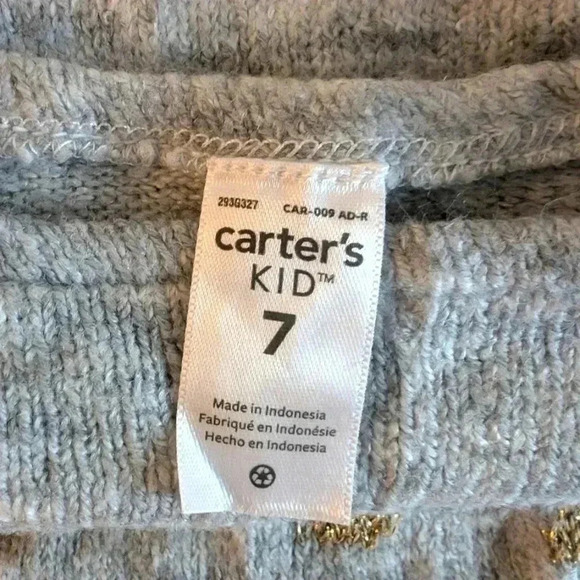 293G327 CAR-009 AD-R
carter's
KID™
7
Made in Indonesia
Fabriqué en Indonésie
Hecho en Indonesia